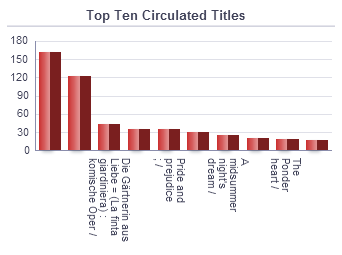 Top Ten Circulated Titles
180
150
120
90
60
30
0
Die Gärtnerin aus
Liebe = (La finta
giardiniera) :
komische Oper /
Pride and
prejudice
; /
A
midsummer
night's
dream /
The
Ponder
heart /